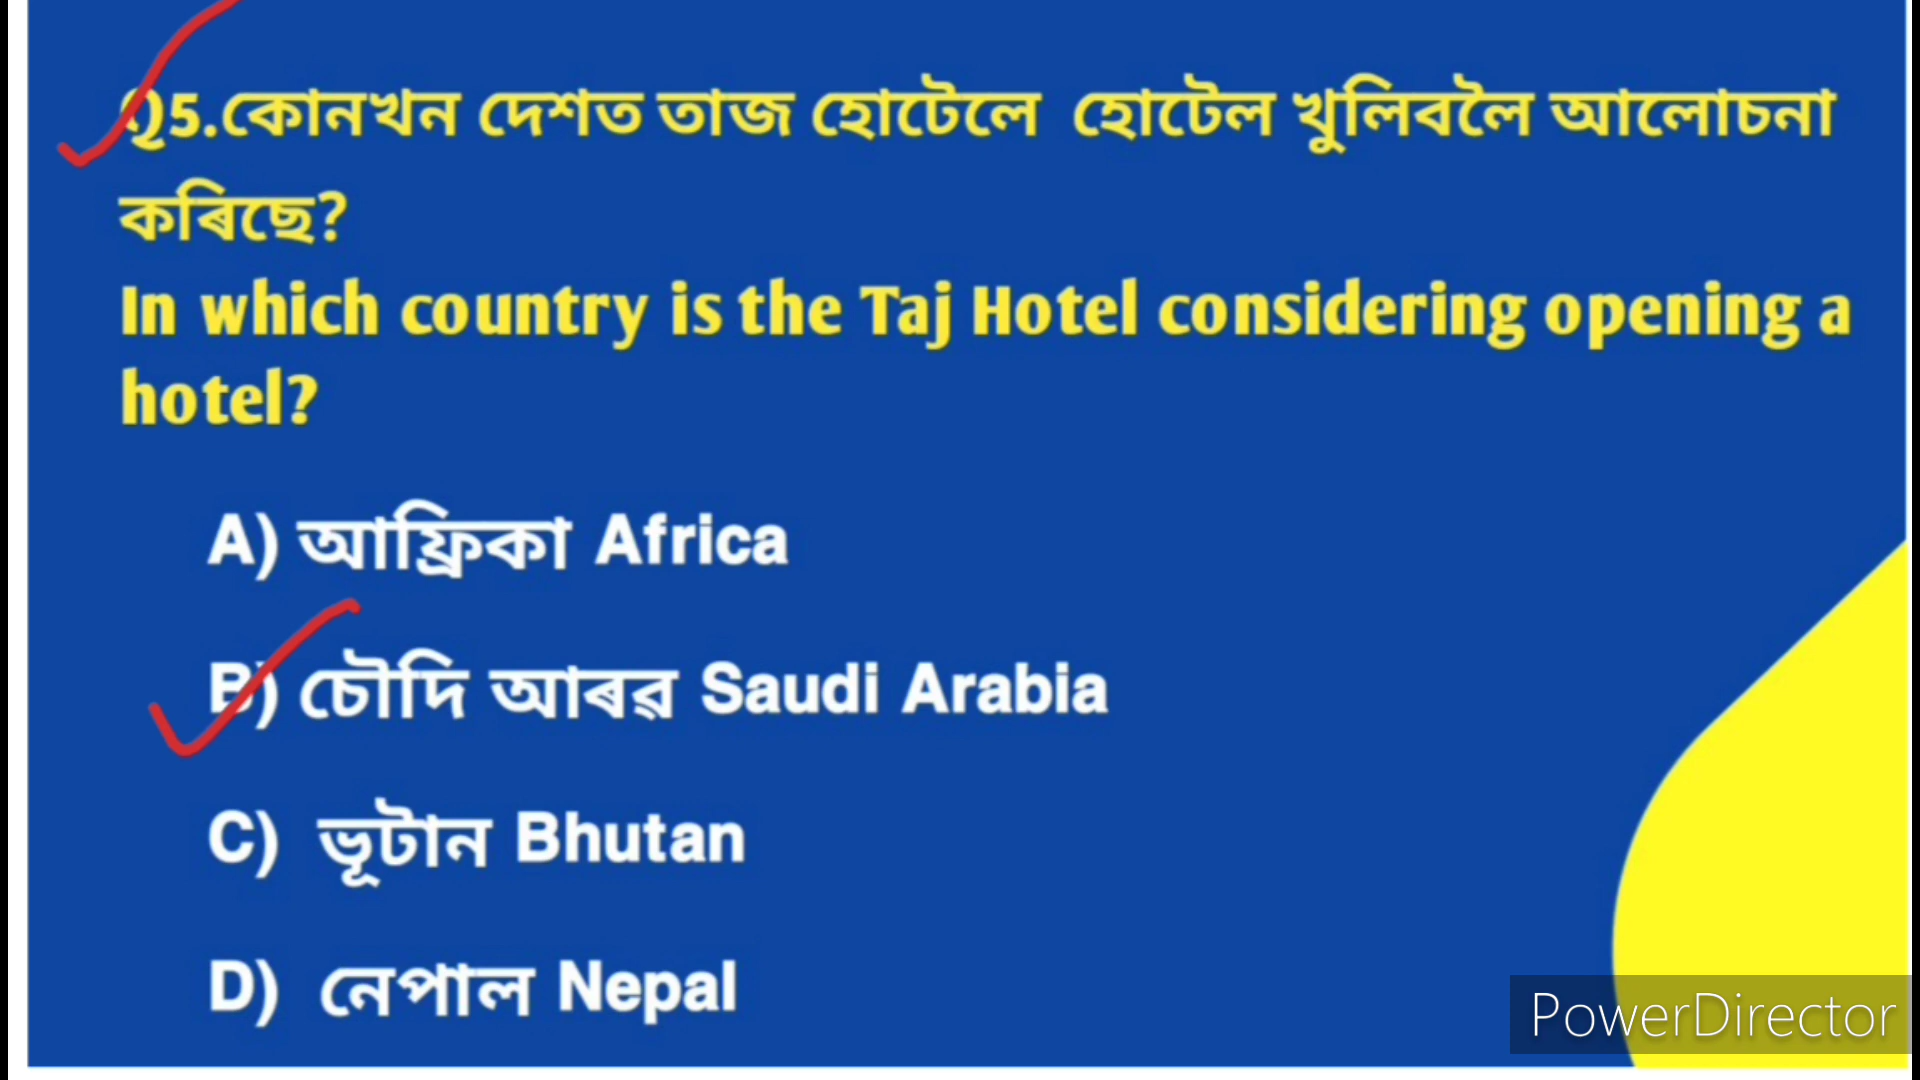 Q5.কোনখন দেশত তাজ হোটেলে হোটেল খুলিবলৈ আলোচনা
কৰিছে?
In which country is the Taj Hotel considering opening a
hotel?
A) আফ্রিকা Africa
B) চৌদি আৰৱ Saudi Arabia
C) ভূটান Bhutan
D) নেপাল Nepal
PowerDirector